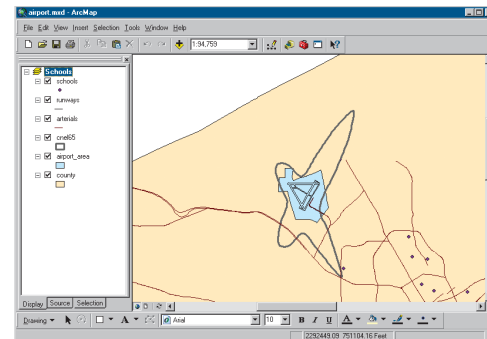 airport.mxd - ArcMap
File Edit View Insert Selection Tools Window Help
1:94,759
Schools
schools
runways
arterials
cnel65
airport_area
county
Display Source Selection
Drawing A Arial 10 B I U A
2292449.09 751104.16 Feet